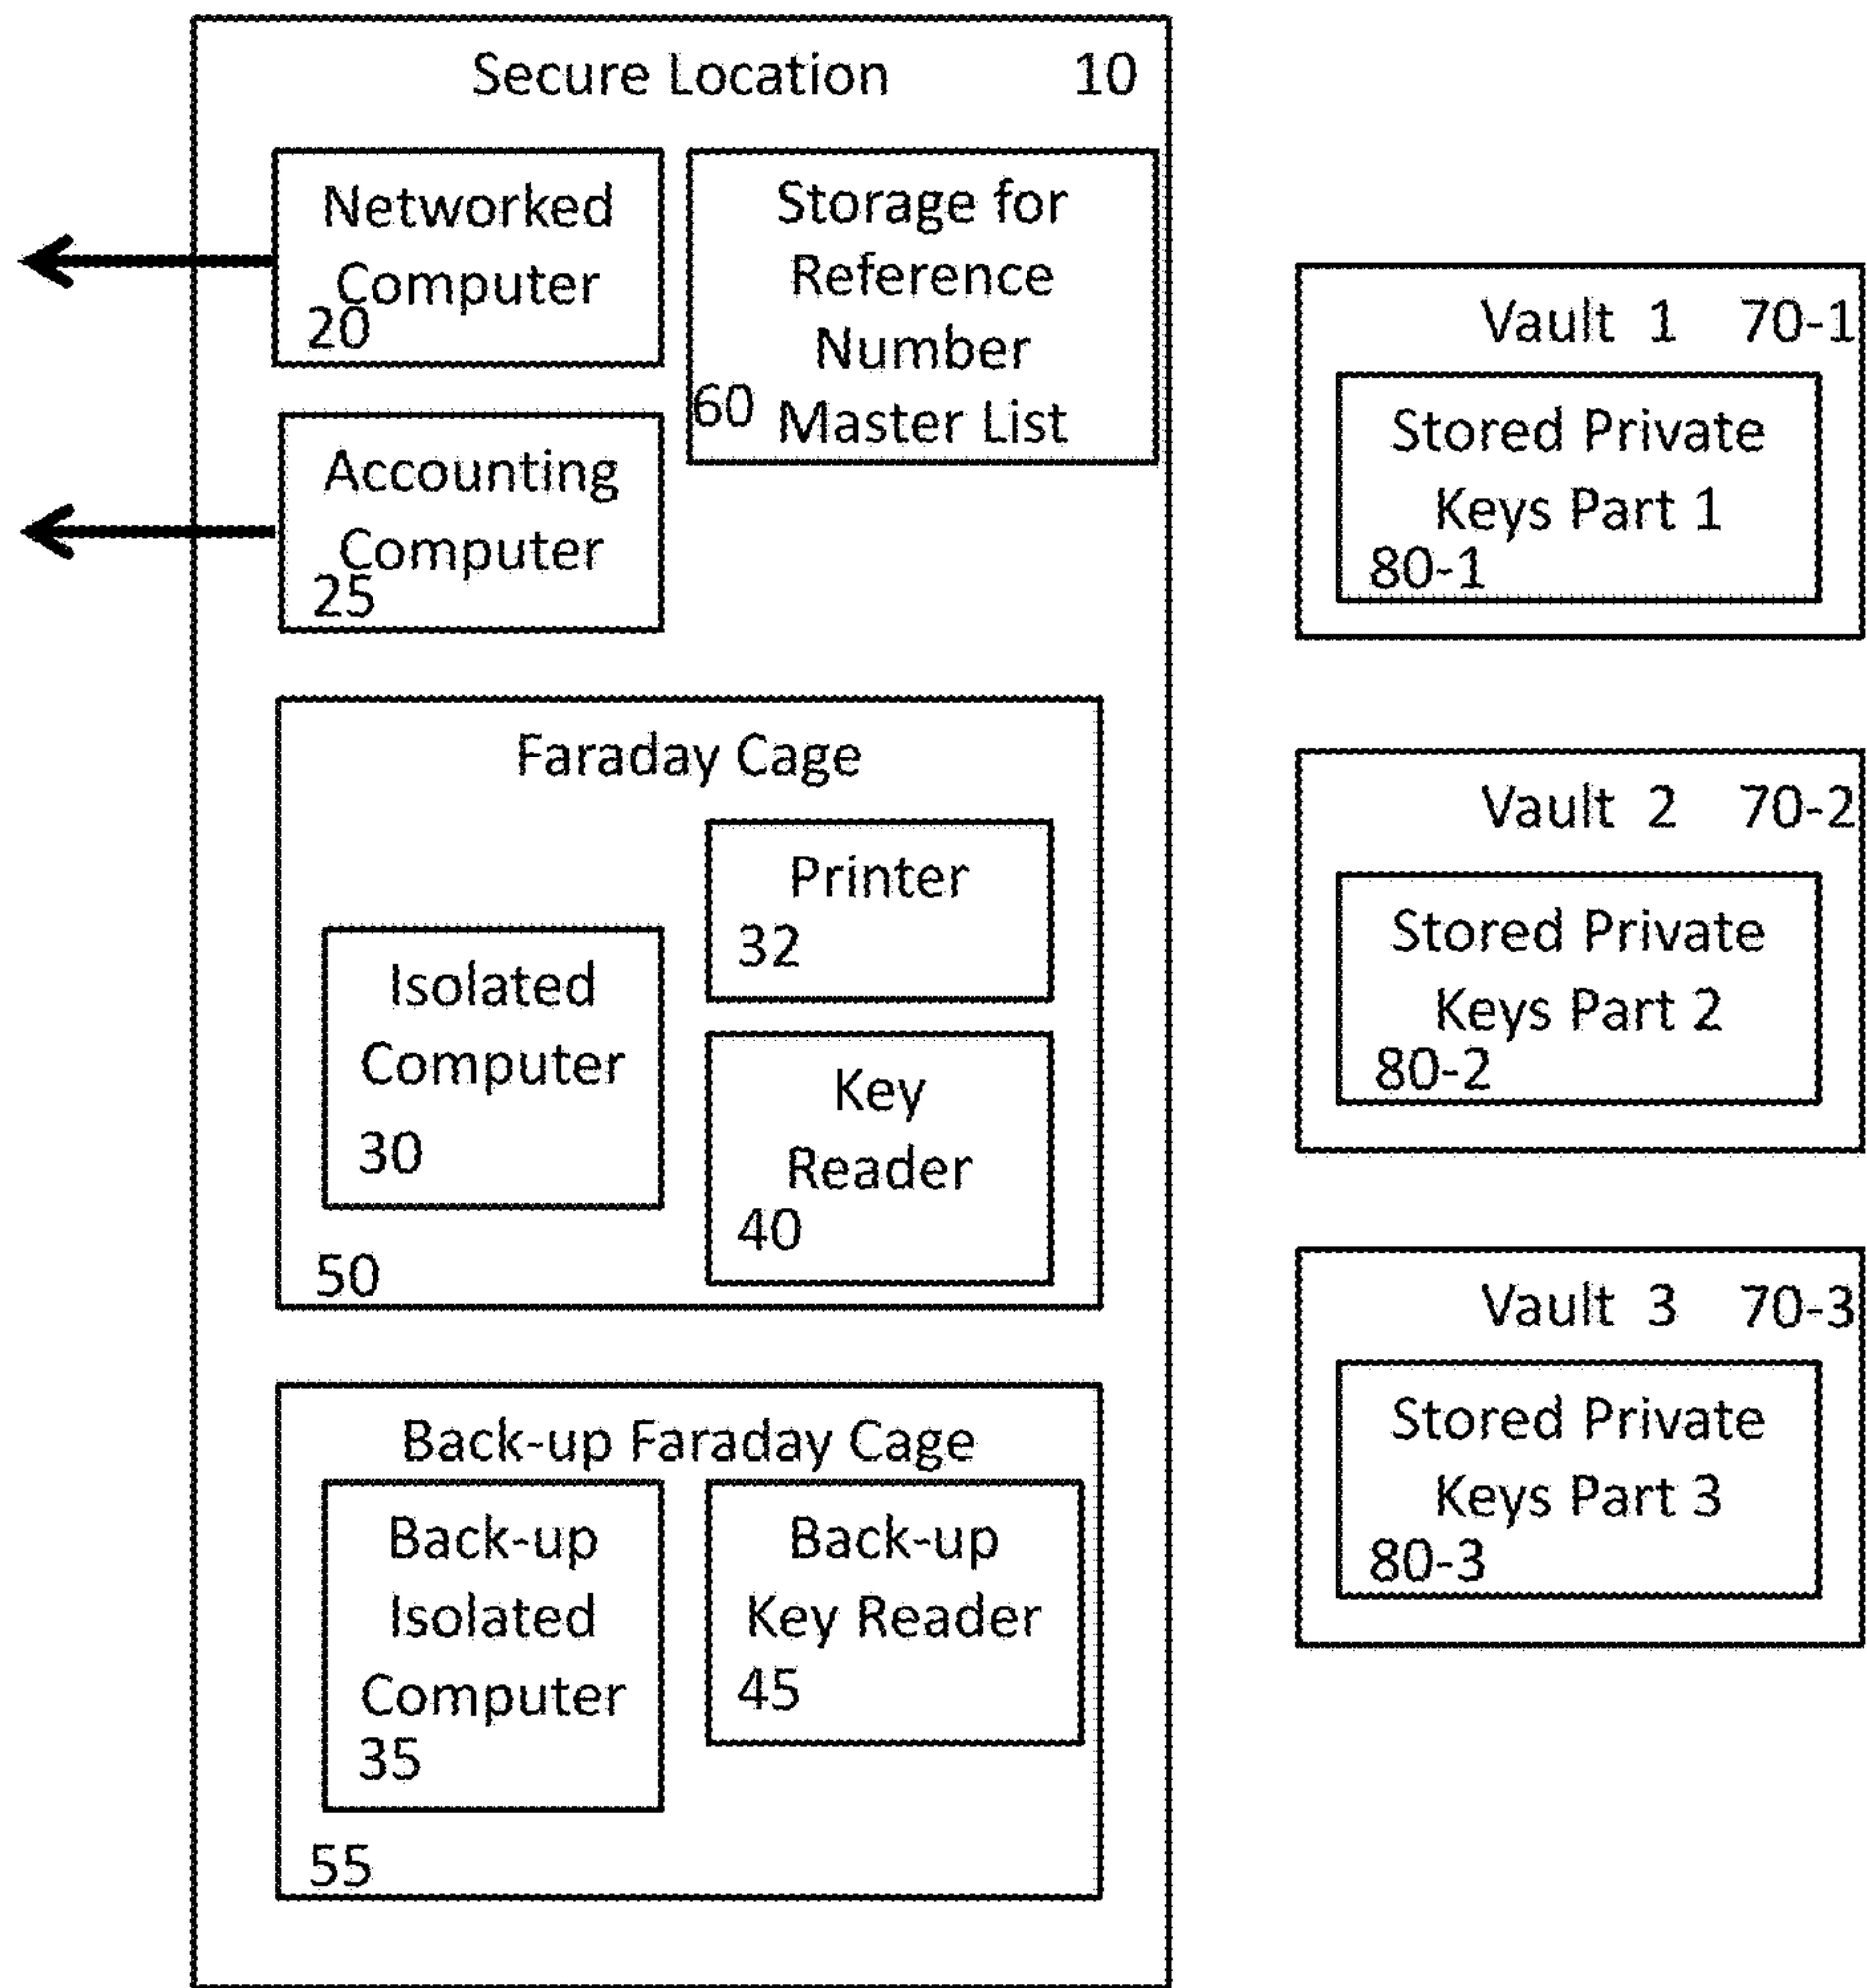 Secure Location 10
Networked
Computer
20
Storage for
Reference
Number
Master List
60
Accounting
Computer
25
Faraday Cage
Printer
32
Isolated
Computer
30
Key
Reader
40
50
Back-up Faraday Cage
Back-up
Isolated
Computer
35
Back-up
Key Reader
45
55
Vault 1 70-1
Stored Private
Keys Part 1
80-1
Vault 2 70-2
Stored Private
Keys Part 2
80-2
Vault 3 70-3
Stored Private
Keys Part 3
80-3